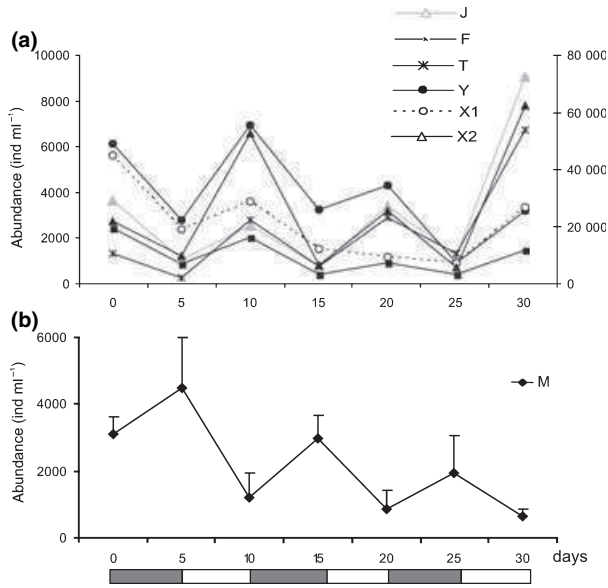 J
F
T
Y
X1
X2
(a)
10000
8000
6000
4000
2000
0
Abundance (ind ml⁻¹)
80 000
60 000
40 000
20 000
0
0 5 10 15 20 25 30
(b)
6000
4000
2000
0
Abundance (ind ml⁻¹)
M
0 5 10 15 20 25 30 days